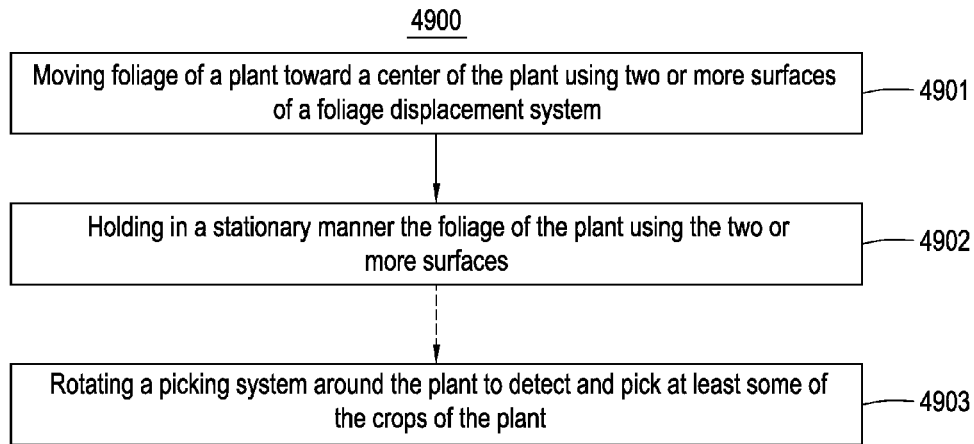 4900
Moving foliage of a plant toward a center of the plant using two or more surfaces
of a foliage displacement system
4901
Holding in a stationary manner the foliage of the plant using the two or
more surfaces
4902
Rotating a picking system around the plant to detect and pick at least some of
the crops of the plant
4903